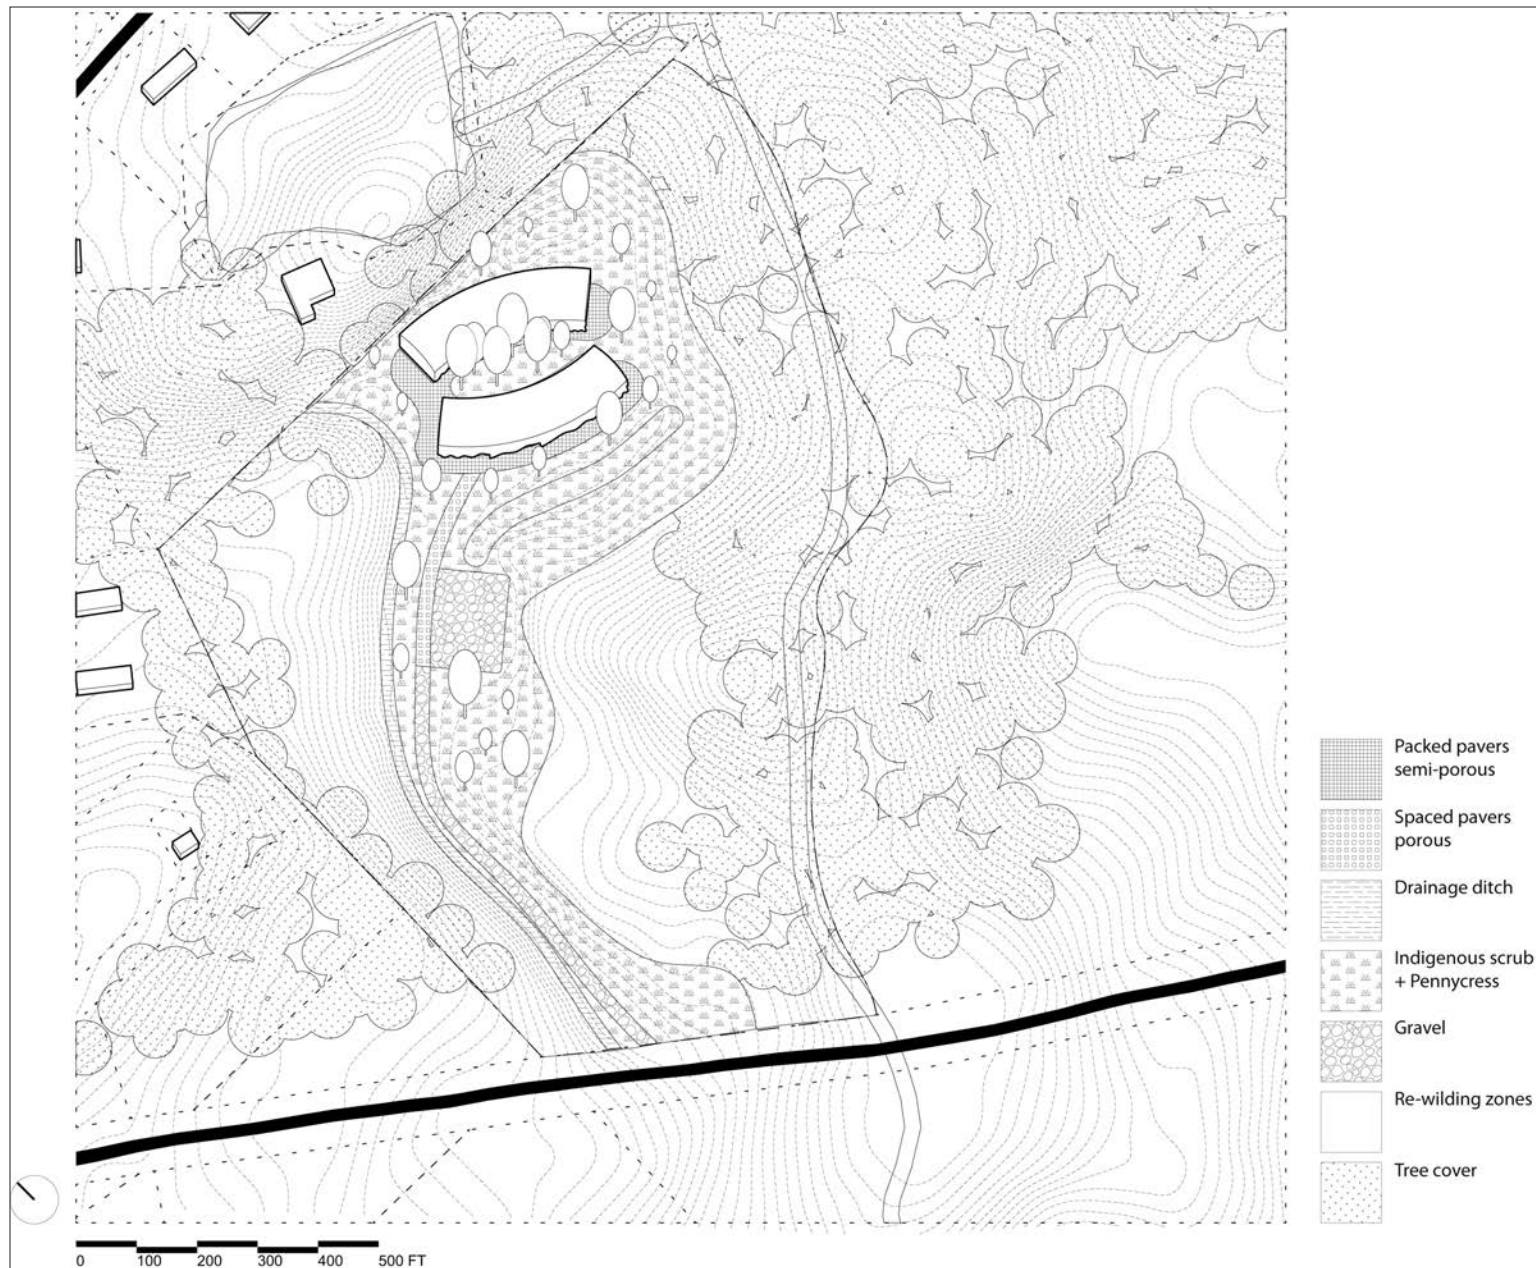 Packed pavers
semi-porous
Spaced pavers
porous
Drainage ditch
Indigenous scrub
+ Pennycress
Gravel
Re-wilding zones
Tree cover
0 100 200 300 400 500 FT